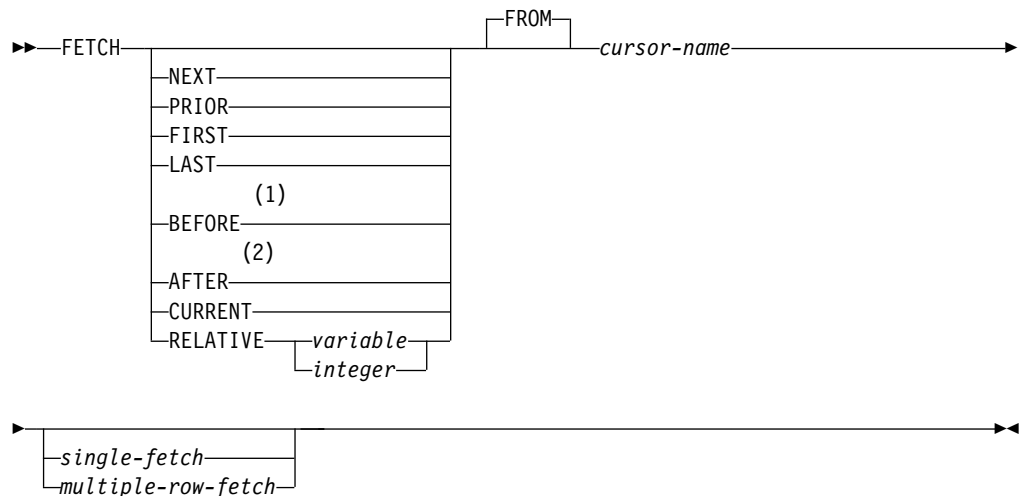 FROM
FETCH cursor-name
NEXT
PRIOR
FIRST
LAST
(1)
BEFORE
(2)
AFTER
CURRENT
RELATIVE variable
integer
single-fetch
multiple-row-fetch